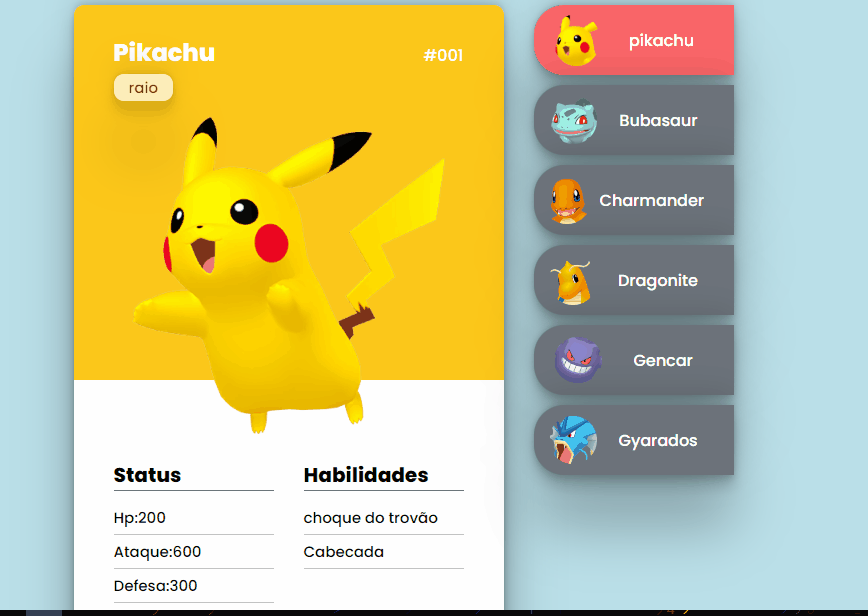 Pikachu
#001
raio
Status
Hp:200
Ataque:600
Defesa:300
Habilidades
choque do trovão
Cabecada
pikachu
Bubasaur
Charmander
Dragonite
Gencar
Gyarados